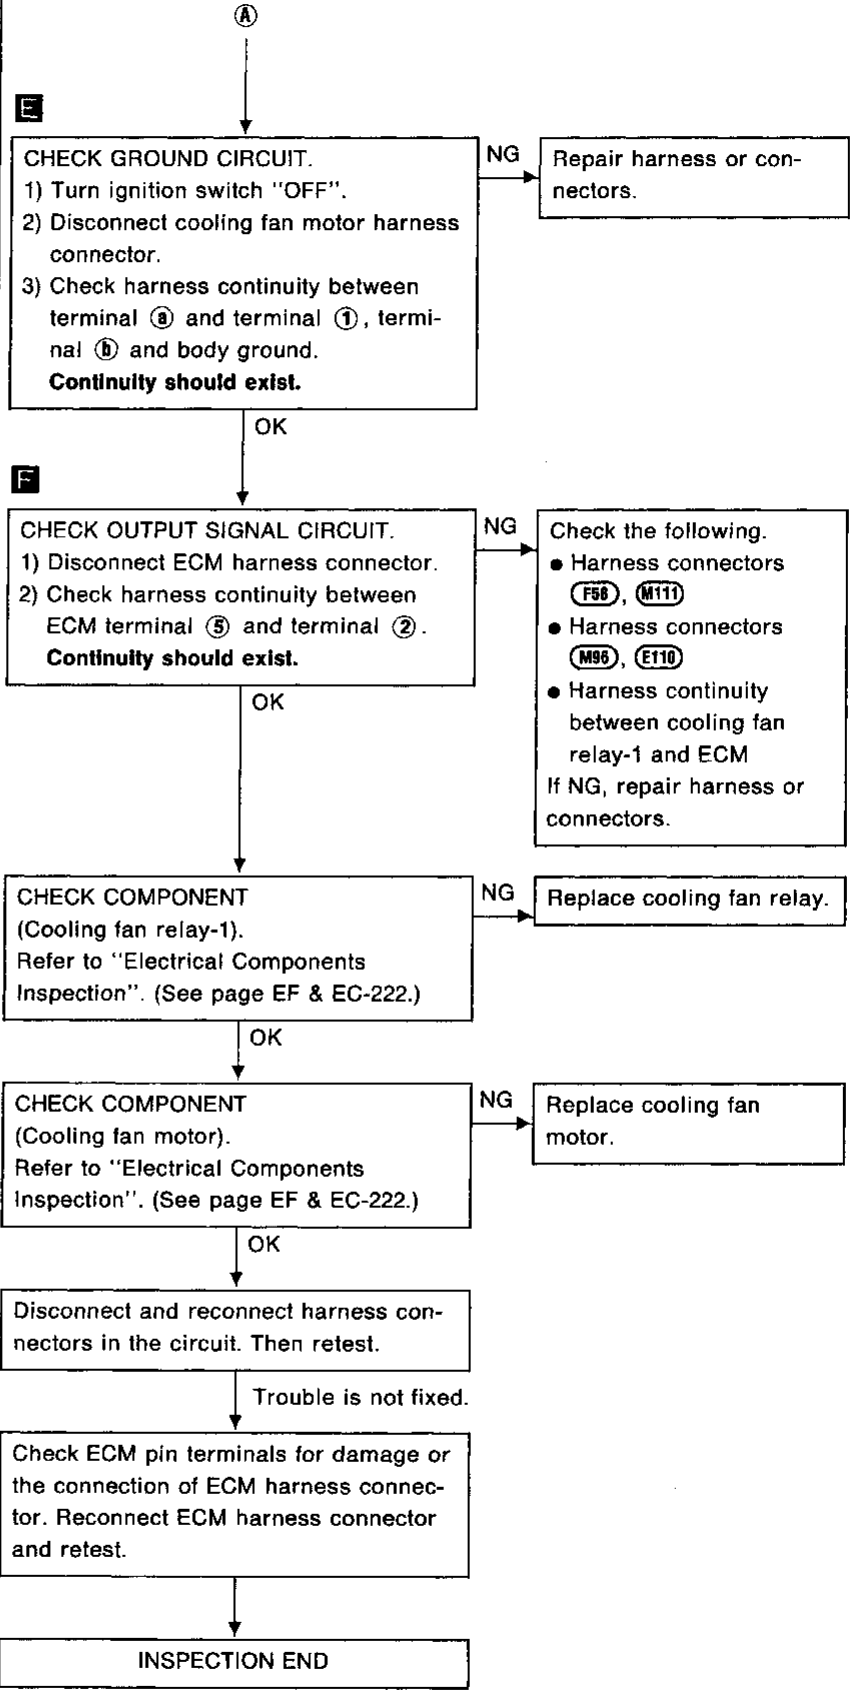 Ⓐ
E
CHECK GROUND CIRCUIT.
1) Turn ignition switch "OFF".
2) Disconnect cooling fan motor harness
connector.
3) Check harness continuity between
terminal ⓐ and terminal ①, termi-
nal ⓑ and body ground.
Continuity should exist.
NG
Repair harness or con-
nectors.
OK
F
CHECK OUTPUT SIGNAL CIRCUIT.
1) Disconnect ECM harness connector.
2) Check harness continuity between
ECM terminal ⑤ and terminal ②.
Continuity should exist.
NG
Check the following.
● Harness connectors
F56, M111
● Harness connectors
M96, E110
● Harness continuity
between cooling fan
relay-1 and ECM
If NG, repair harness or
connectors.
OK
CHECK COMPONENT
(Cooling fan relay-1).
Refer to "Electrical Components
Inspection". (See page EF & EC-222.)
NG
Replace cooling fan relay.
OK
CHECK COMPONENT
(Cooling fan motor).
Refer to "Electrical Components
Inspection". (See page EF & EC-222.)
NG
Replace cooling fan
motor.
OK
Disconnect and reconnect harness con-
nectors in the circuit. Then retest.
Trouble is not fixed.
Check ECM pin terminals for damage or
the connection of ECM harness connec-
tor. Reconnect ECM harness connector
and retest.
INSPECTION END